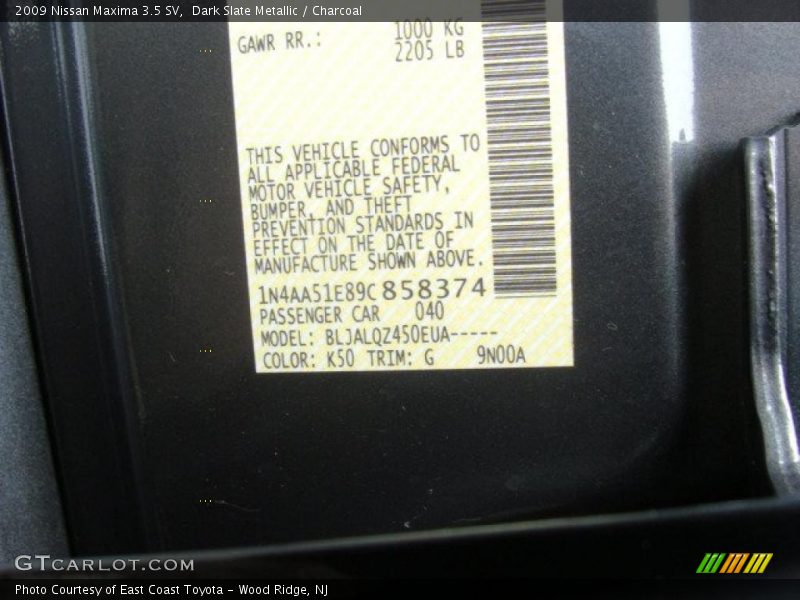 2009 Nissan Maxima 3.5 SV,  Dark Slate Metallic / Charcoal
GAWR RR.: 1000 KG
2205 LB
THIS VEHICLE CONFORMS TO
ALL APPLICABLE FEDERAL
MOTOR VEHICLE SAFETY,
BUMPER, AND THEFT
PREVENTION STANDARDS IN
EFFECT ON THE DATE OF
MANUFACTURE SHOWN ABOVE.
1N4AA51E89C858374
PASSENGER CAR 040
MODEL: BLJALQZ450EUA-----
COLOR: K50 TRIM: G 9N00A
GTCARLOT.COM
Photo Courtesy of East Coast Toyota - Wood Ridge, NJ